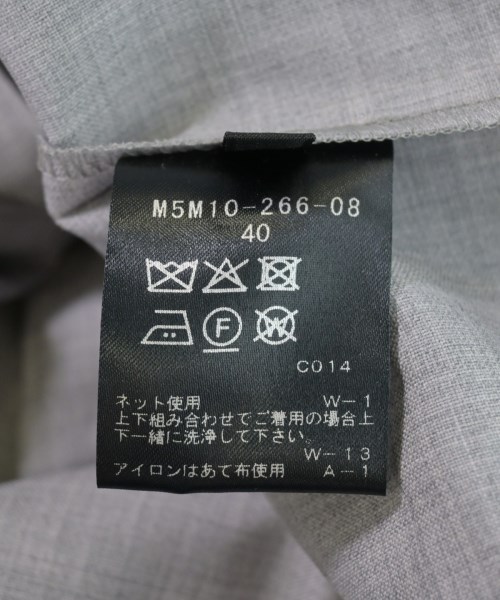 M5M10-266-08
40
F W
C014
ネット使用 W-1
上下組み合わせでご着用の場合上
下一緒に洗浄して下さい。
W-13
アイロンはあて布使用 A-1